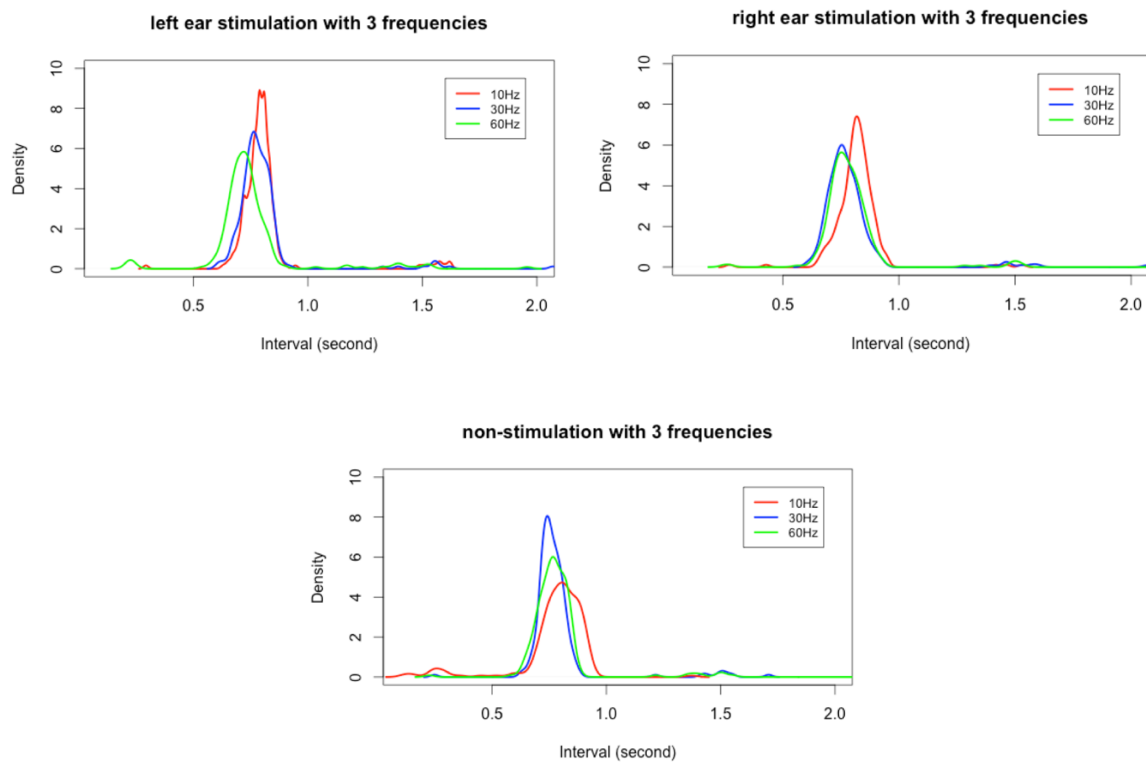 left ear stimulation with 3 frequencies
10
8
6
4
2
0
Density
10Hz
30Hz
60Hz
0.5 1.0 1.5 2.0
Interval (second)
right ear stimulation with 3 frequencies
10
8
6
4
2
0
Density
10Hz
30Hz
60Hz
0.5 1.0 1.5 2.0
Interval (second)
non-stimulation with 3 frequencies
10
8
6
4
2
0
Density
10Hz
30Hz
60Hz
0.5 1.0 1.5 2.0
Interval (second)